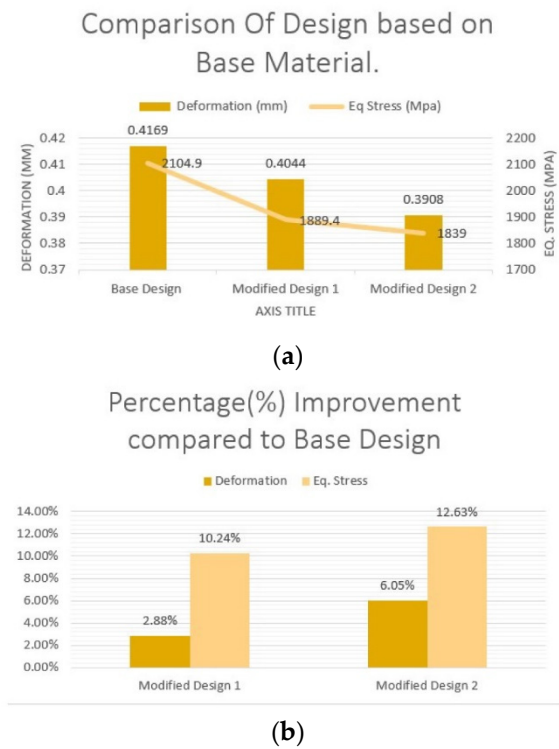 Comparison Of Design based on
Base Material.
Deformation (mm) Eq Stress (Mpa)
0.42 0.4169 2200
0.41 2104.9 0.4044 2100
0.4 2000
0.39 1889.4 0.3908 1900
0.38 1839 1800
0.37 1700
DEFORMATION (MM)
EQ. STRESS (MPA)
Base Design Modified Design 1 Modified Design 2
AXIS TITLE
(a)
Percentage(%) Improvement
compared to Base Design
Deformation Eq. Stress
14.00%
12.00% 12.63%
10.00% 10.24%
8.00%
6.00% 6.05%
4.00%
2.00% 2.88%
0.00%
Modified Design 1 Modified Design 2
(b)